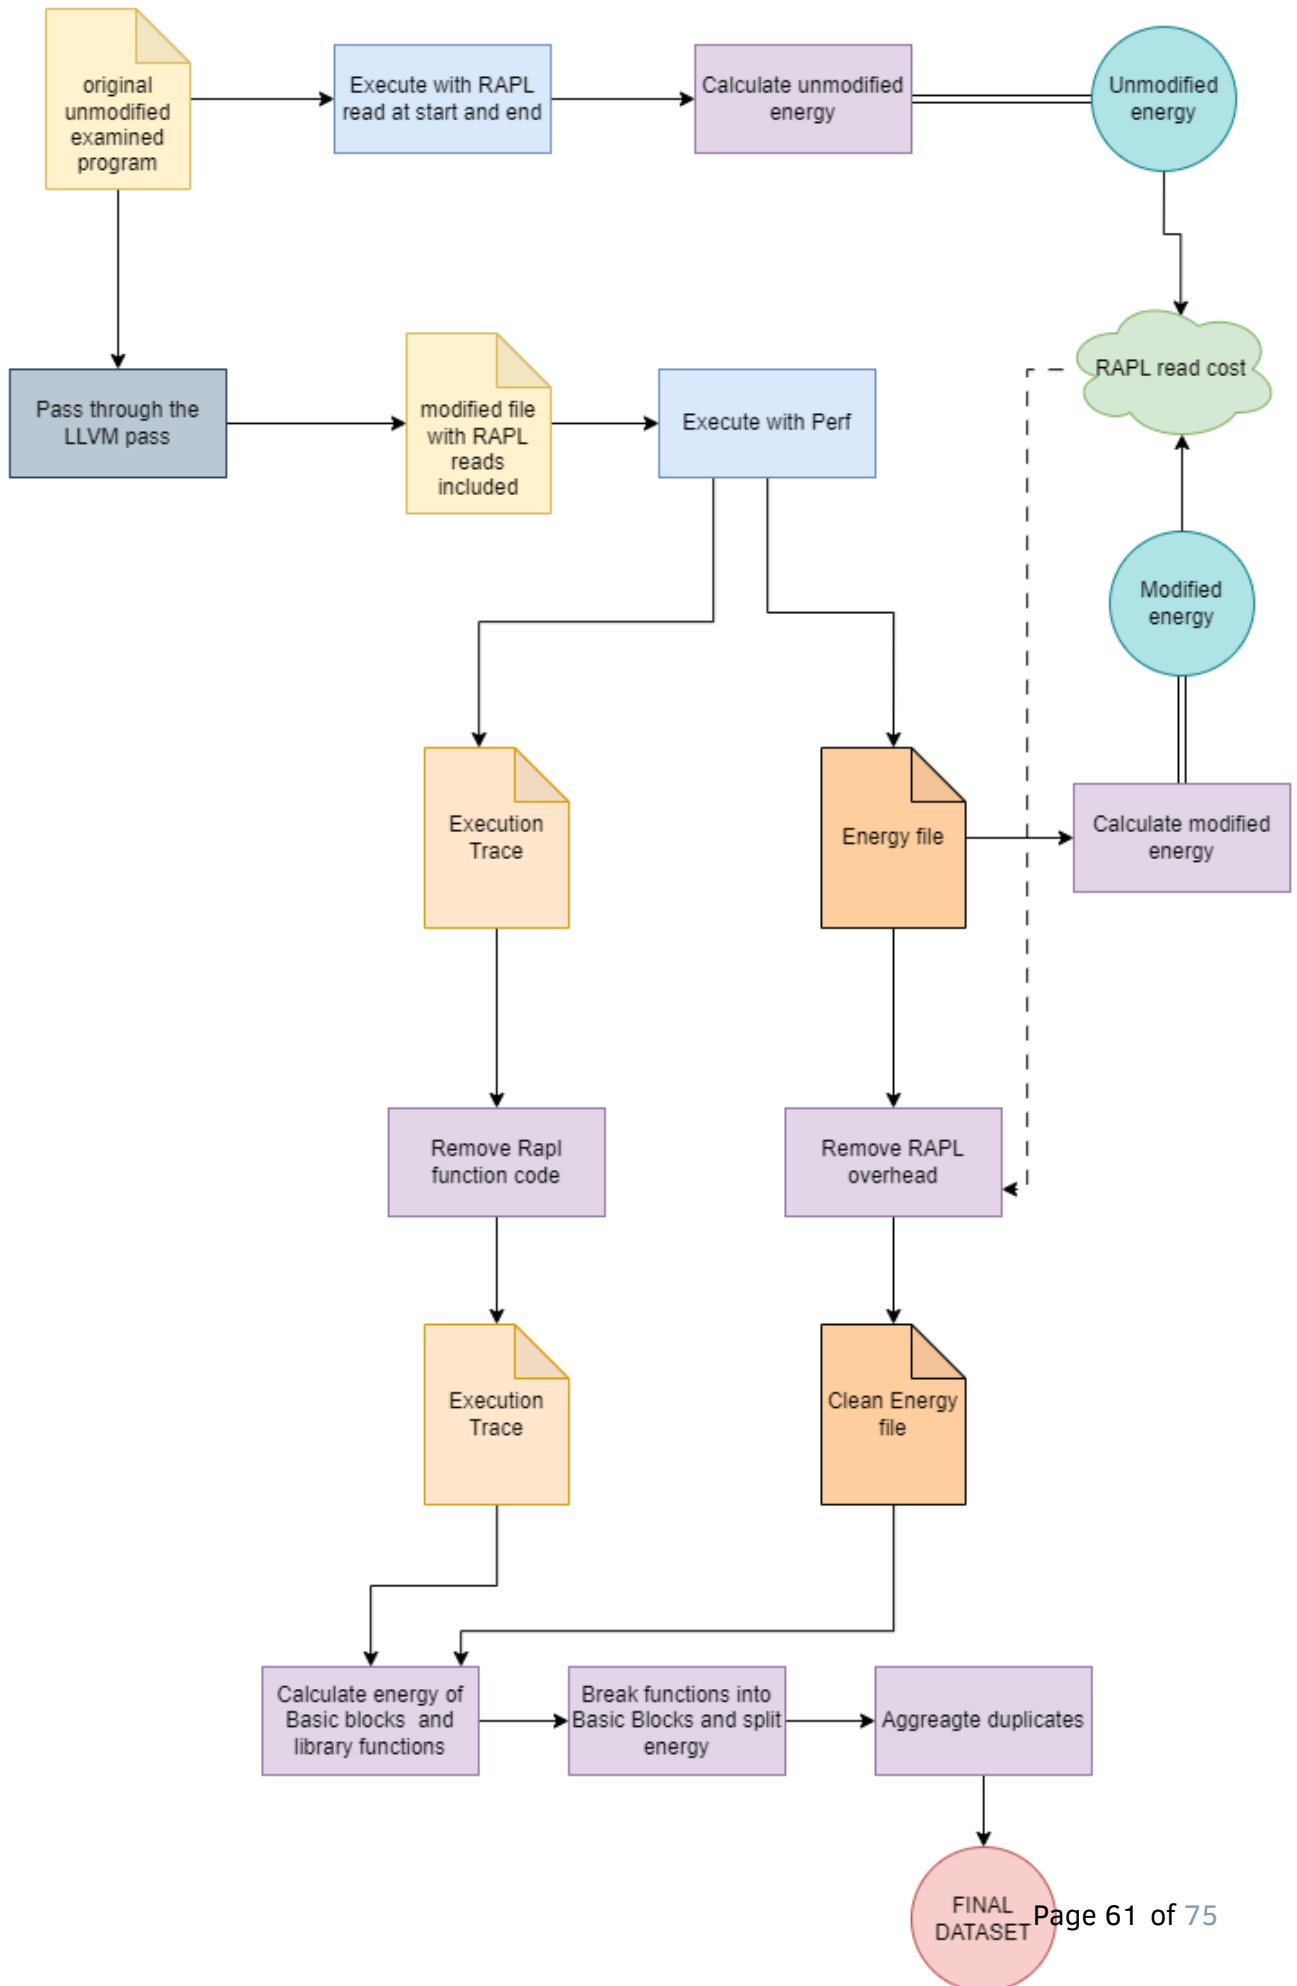 original
unmodified
examined
program
Execute with RAPL
read at start and end
Calculate unmodified
energy
Unmodified
energy
Pass through the
LLVM pass
modified file
with RAPL
reads
included
Execute with Perf
RAPL read cost
Modified
energy
Execution
Trace
Energy file
Calculate modified
energy
Remove Rapl
function code
Remove RAPL
overhead
Execution
Trace
Clean Energy
file
Calculate energy of
Basic blocks and
library functions
Break functions into
Basic Blocks and split
energy
Aggreagte duplicates
FINAL
DATASET
Page 61 of 75